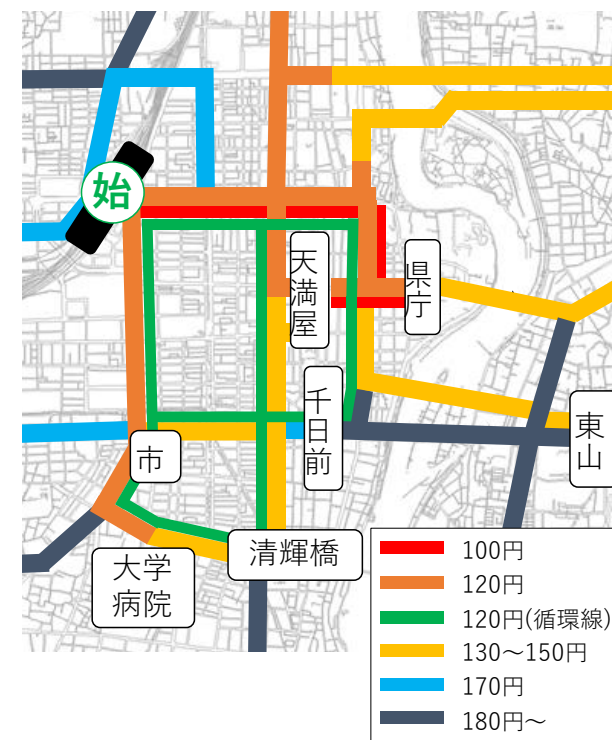 始
天満屋
県庁
千日前
東山
市
清輝橋
大学
病院
100円
120円
120円(循環線)
130～150円
170円
180円～